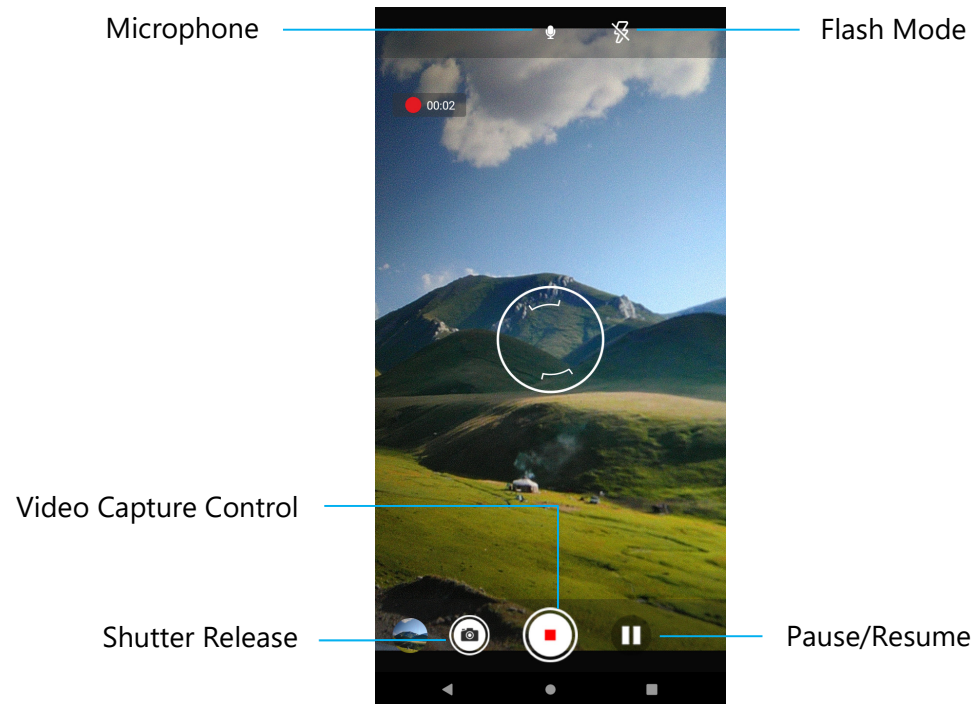 Microphone
Flash Mode
00:02
Video Capture Control
Shutter Release
Pause/Resume